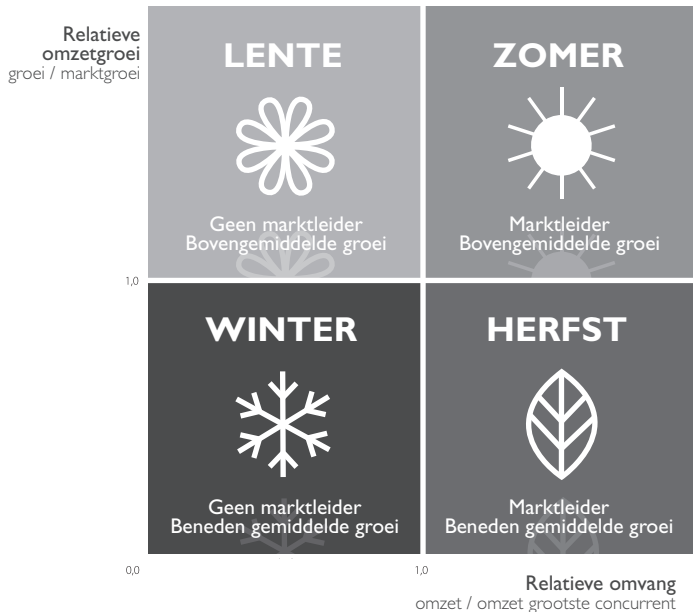 Relatieve
omzetgroei
groei / marktgroei
LENTE
Geen marktleider
Bovengemiddelde groei
ZOMER
Marktleider
Bovengemiddelde groei
1,0
WINTER
Geen marktleider
Beneden gemiddelde groei
HERFST
Marktleider
Beneden gemiddelde groei
0,0
1,0
Relatieve omvang
omzet / omzet grootste concurrent